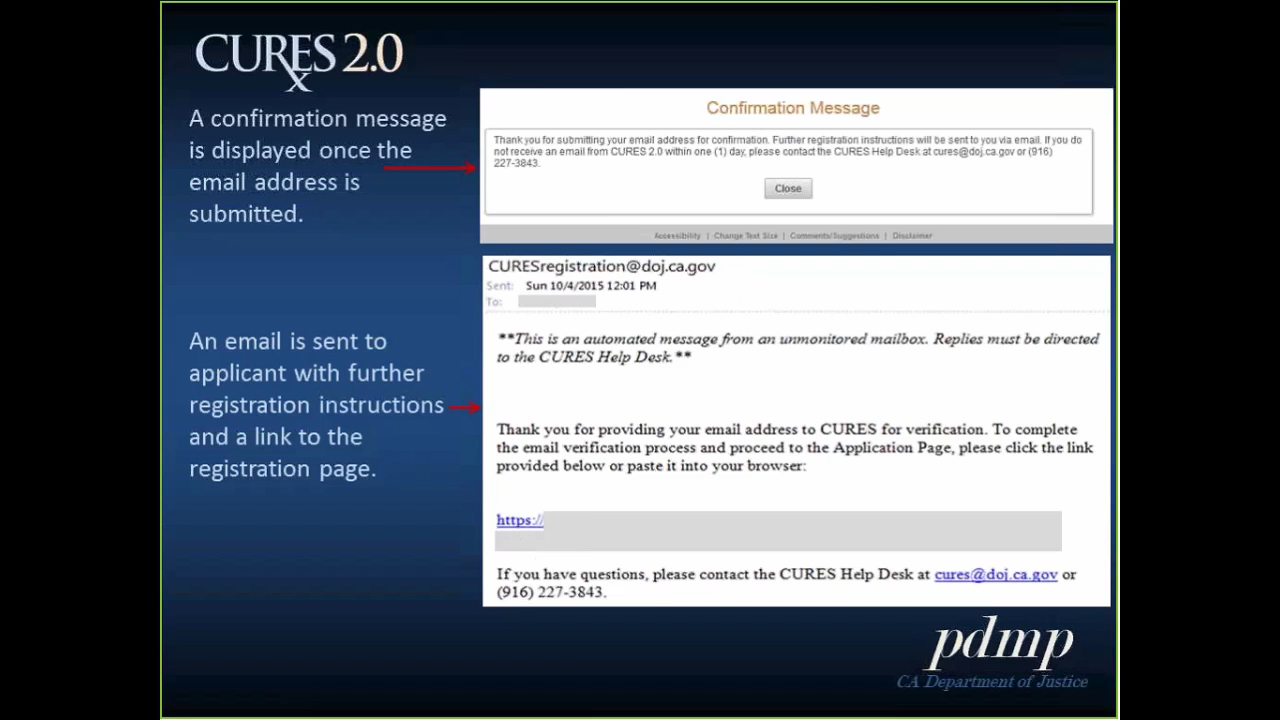 CURES 2.0
A confirmation message
is displayed once the
email address is
submitted.
Confirmation Message
Thank you for submitting your email address for confirmation. Further registration instructions will be sent to you via email. If you do
not receive an email from CURES 2.0 within one (1) day, please contact the CURES Help Desk at cures@doj.ca.gov or (916)
227-3843.
Close
Accessibility | Change Text Size | Comments/Suggestions | Disclaimer
CURESregistration@doj.ca.gov
Sent: Sun 10/4/2015 12:01 PM
To:
An email is sent to
applicant with further
registration instructions
and a link to the
registration page.
**This is an automated message from an unmonitored mailbox. Replies must be directed
to the CURES Help Desk.**
Thank you for providing your email address to CURES for verification. To complete
the email verification process and proceed to the Application Page, please click the link
provided below or paste it into your browser:
https://
If you have questions, please contact the CURES Help Desk at cures@doj.ca.gov or
(916) 227-3843.
pdmp
CA Department of Justice